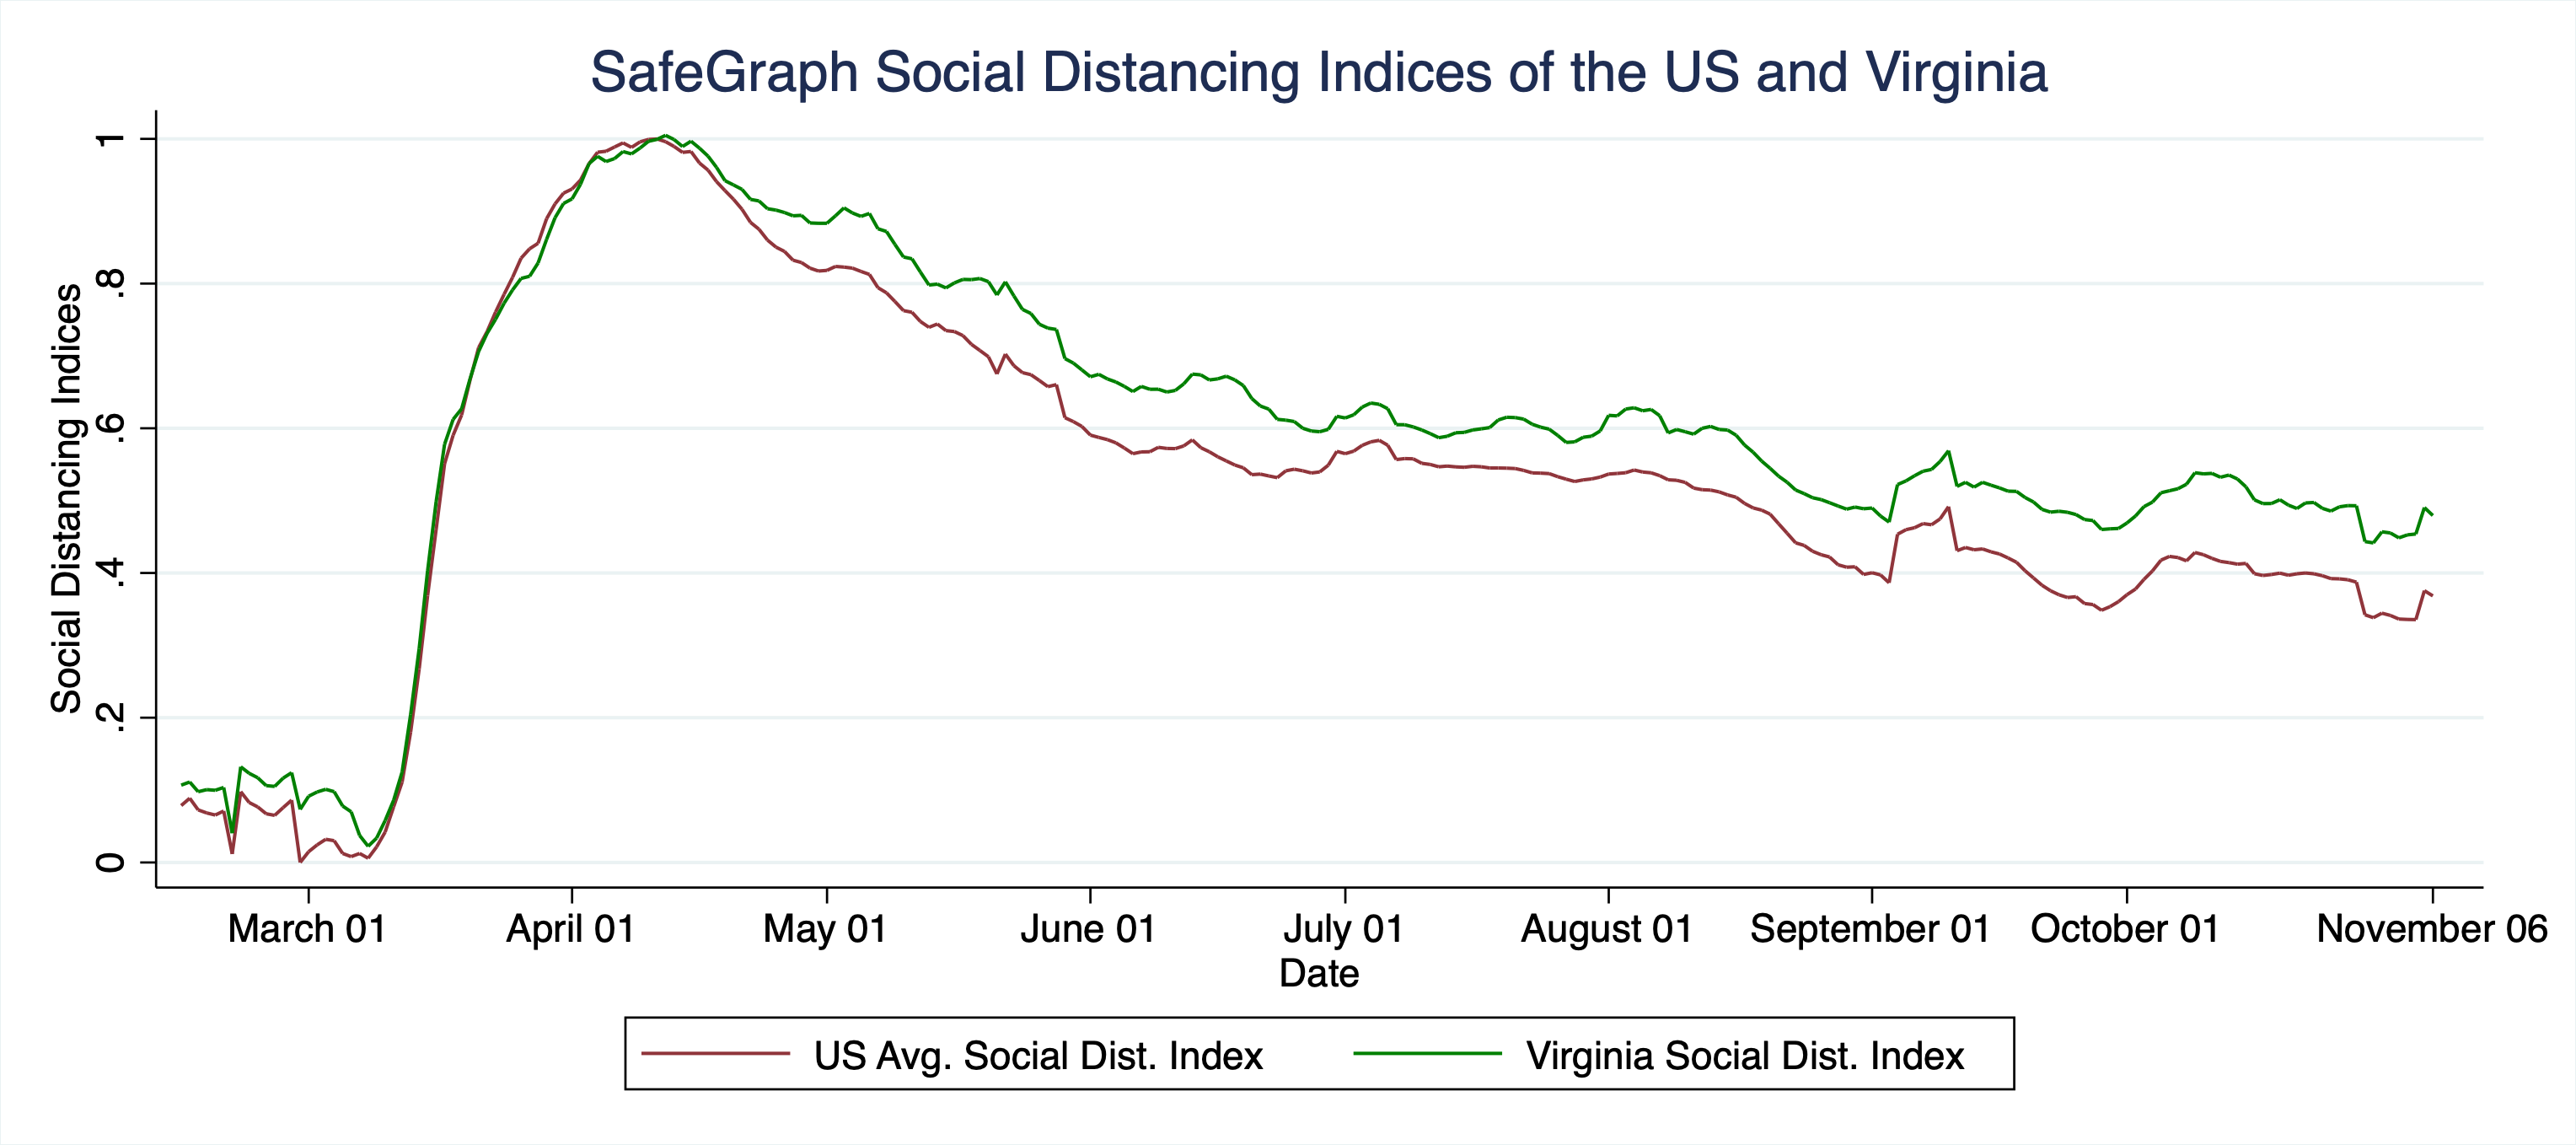 SafeGraph Social Distancing Indices of the US and Virginia
Social Distancing Indices
1
.8
.6
.4
.2
0
March 01
April 01
May 01
June 01
July 01
August 01
September 01
October 01
November 06
Date
US Avg. Social Dist. Index
Virginia Social Dist. Index